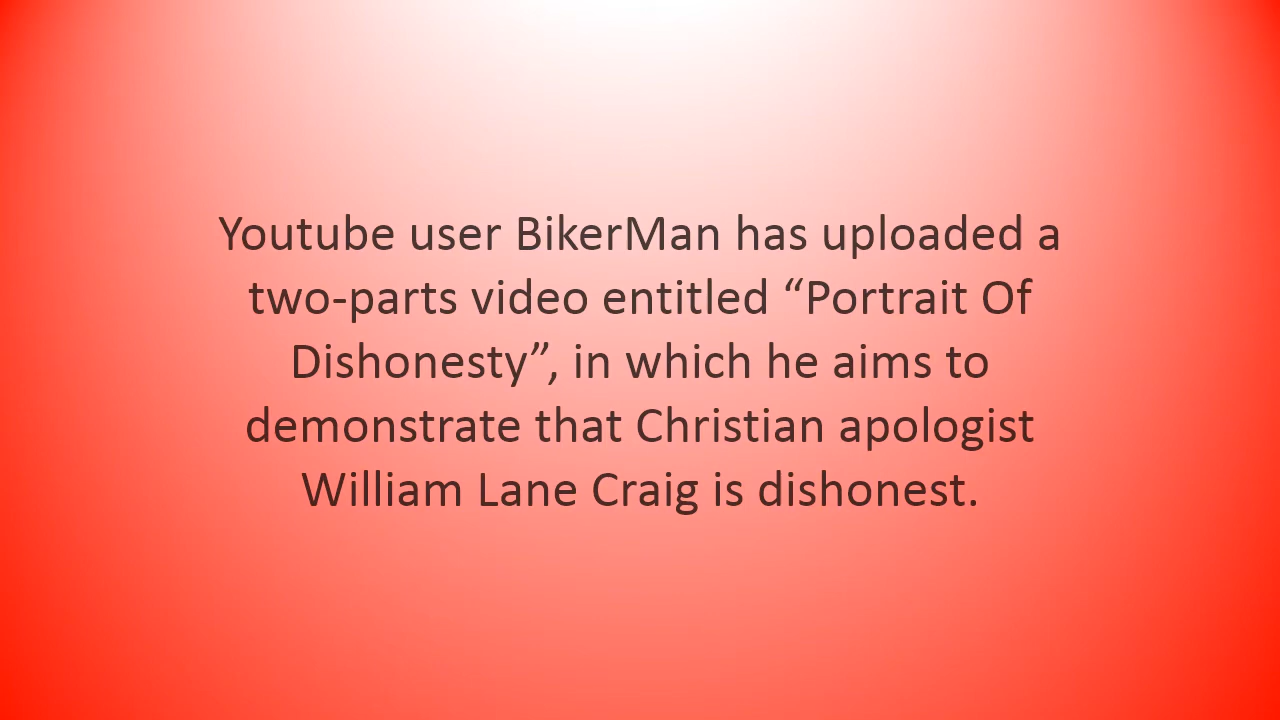 Youtube user BikerMan has uploaded a
two-parts video entitled “Portrait Of
Dishonesty”, in which he aims to
demonstrate that Christian apologist
William Lane Craig is dishonest.